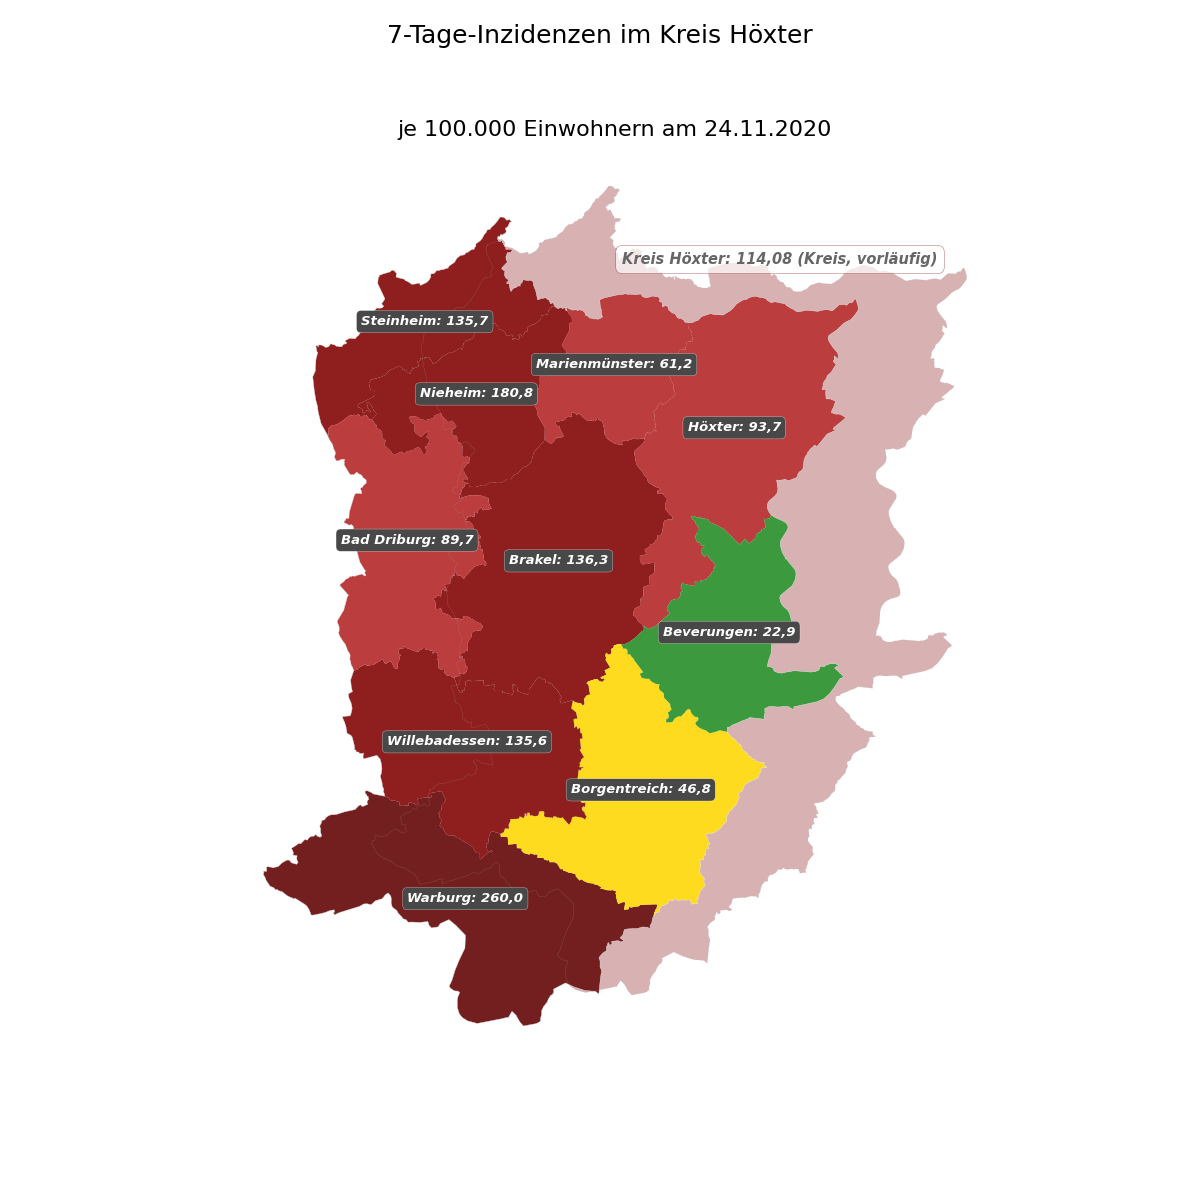 7-Tage-Inzidenzen im Kreis Höxter
je 100.000 Einwohnern am 24.11.2020
Kreis Höxter: 114,08 (Kreis, vorläufig)
Steinheim: 135,7
Marienmünster: 61,2
Nieheim: 180,8
Höxter: 93,7
Bad Driburg: 89,7
Brakel: 136,3
Beverungen: 22,9
Willebadessen: 135,6
Borgentreich: 46,8
Warburg: 260,0